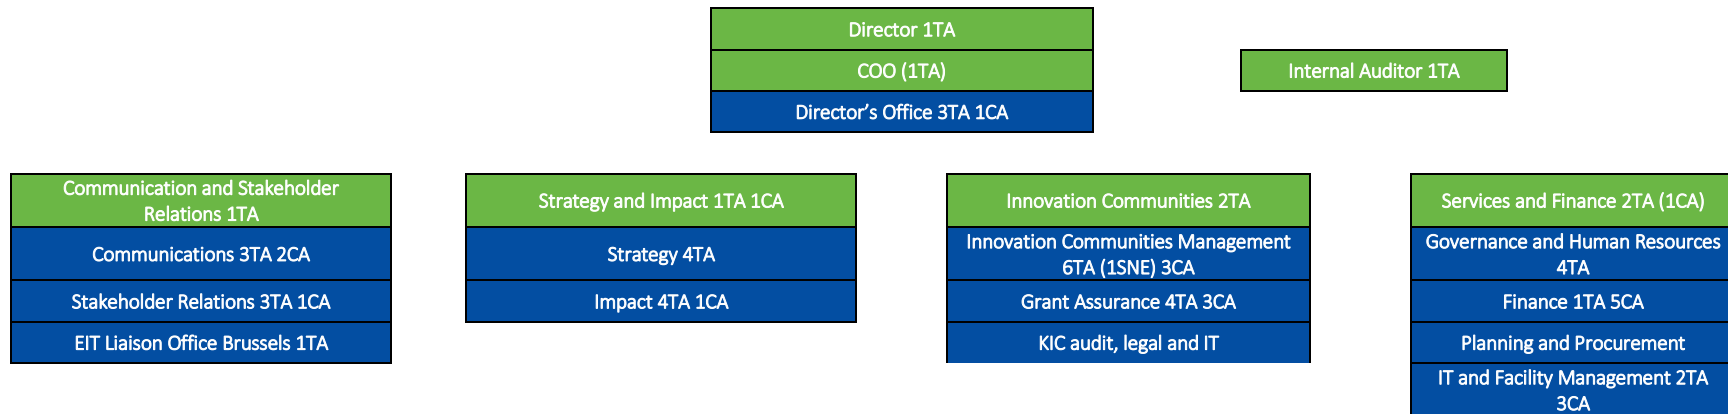 Director 1TA
COO (1TA)
Director’s Office 3TA 1CA
Internal Auditor 1TA
Communication and Stakeholder
Relations 1TA
Communications 3TA 2CA
Stakeholder Relations 3TA 1CA
EIT Liaison Office Brussels 1TA
Strategy and Impact 1TA 1CA
Strategy 4TA
Impact 4TA 1CA
Innovation Communities 2TA
Innovation Communities Management
6TA (1SNE) 3CA
Grant Assurance 4TA 3CA
KIC audit, legal and IT
Services and Finance 2TA (1CA)
Governance and Human Resources
4TA
Finance 1TA 5CA
Planning and Procurement
IT and Facility Management 2TA
3CA